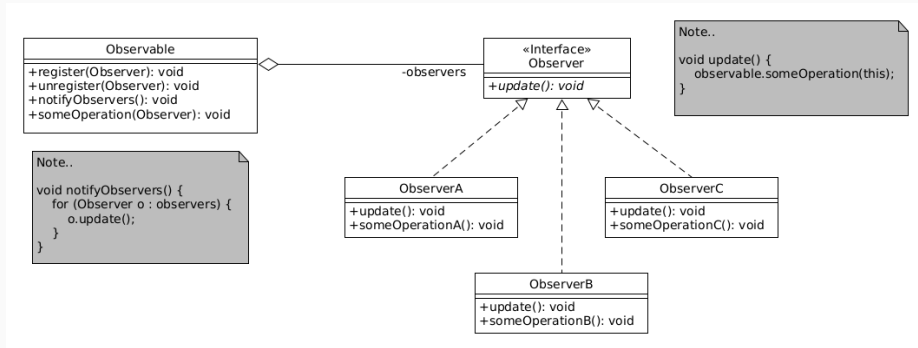 Observable
+register(Observer): void
+unregister(Observer): void
+notifyObservers(): void
+someOperation(Observer): void
-observers
«Interface»
Observer
+update(): void
Note..
void update() {
observable.someOperation(this);
}
Note..
void notifyObservers() {
for (Observer o : observers) {
o.update();
}
}
ObserverA
+update(): void
+someOperationA(): void
ObserverC
+update(): void
+someOperationC(): void
ObserverB
+update(): void
+someOperationB(): void